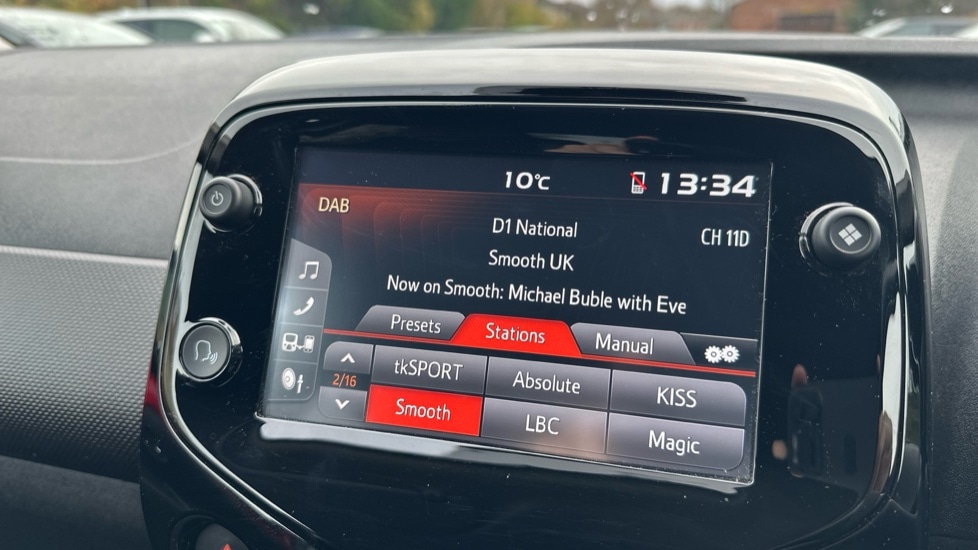 10°C
13:34
DAB
D1 National
CH 11D
Smooth UK
Now on Smooth: Michael Buble with Eve
Presets
Stations
Manual
2/16
tkSPORT
Absolute
KISS
Smooth
LBC
Magic